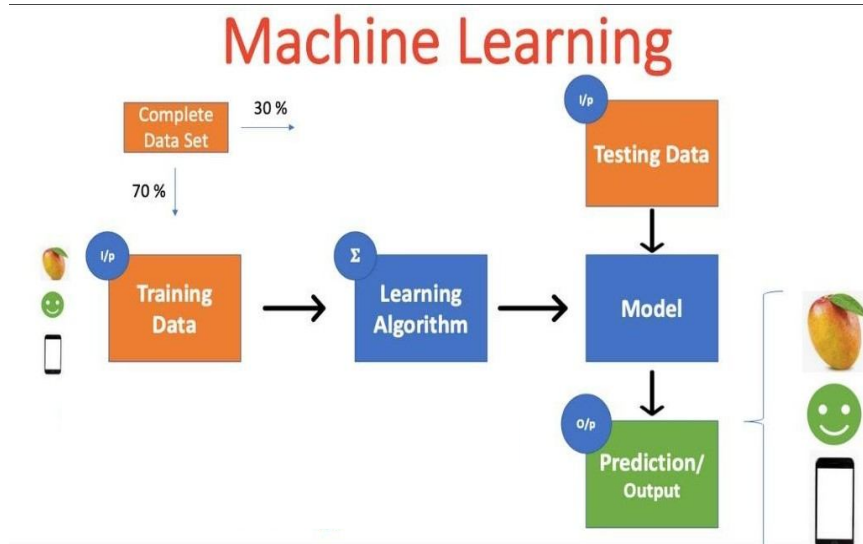 Machine Learning
Complete
Data Set
30 %
70 %
I/p
Testing Data
I/p
Training
Data
Σ
Learning
Algorithm
Model
O/p
Prediction/
Output